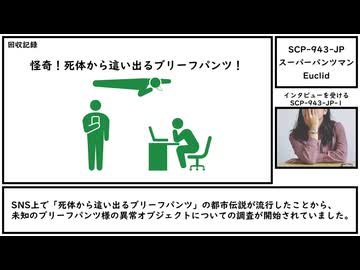 回収記録
怪奇！死体から這い出るブリーフパンツ！
SCP-943-JP
スーパーパンツマン
Euclid
インタビューを受ける
SCP-943-JP-1
SNS上で「死体から這い出るブリーフパンツ」の都市伝説が流行したことから、
未知のブリーフパンツ様の異常オブジェクトについての調査が開始されていました。